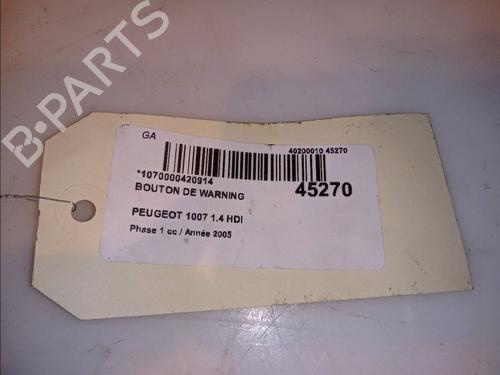 B-PARTS
GA
40200010 45270
*1070000420914
BOUTON DE WARNING
45270
PEUGEOT 1007 1.4 HDI
Phase 1 cc / Année 2005